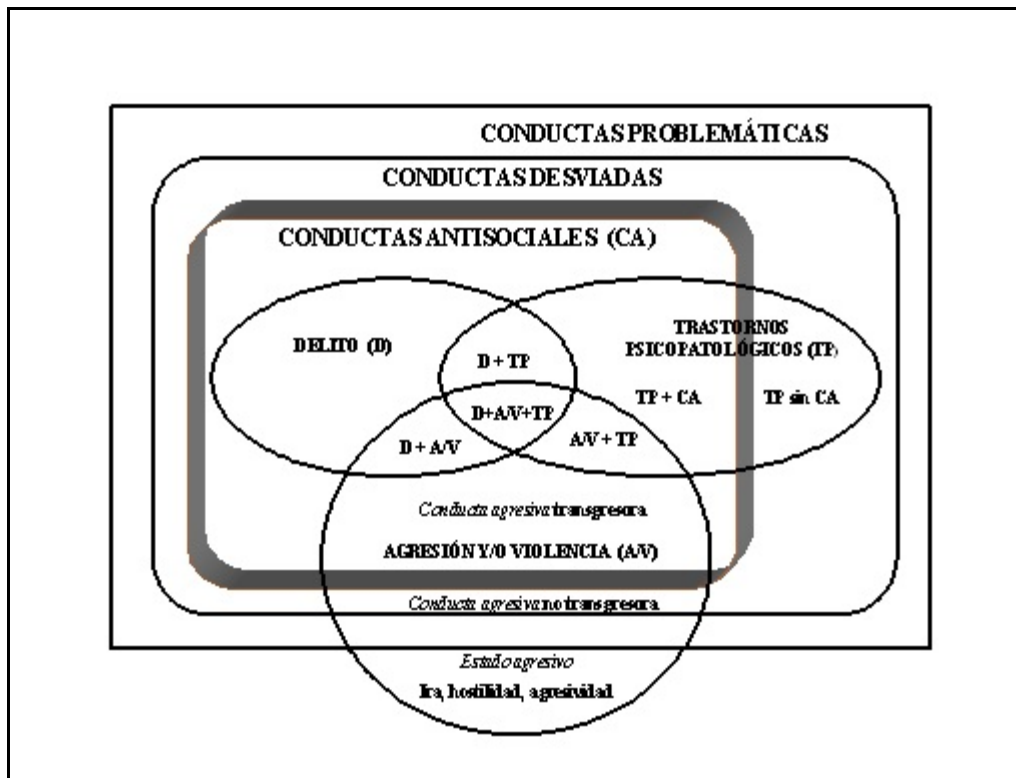 CONDUCTAS PROBLEMÁTICAS
CONDUCTAS DESVIADAS
CONDUCTAS ANTISOCIALES (CA)
DELITO (D)
TRASTORNOS
PSICOPATOLÓGICOS (TP)
D + TP
TP + CA
TP sin CA
D+A/V+TP
D + A/V
A/V + TP
Conducta agresiva transgresora
AGRESIÓN Y/O VIOLENCIA (A/V)
Conducta agresiva no transgresora
Estado agresivo
Ira, hostilidad, agresividad